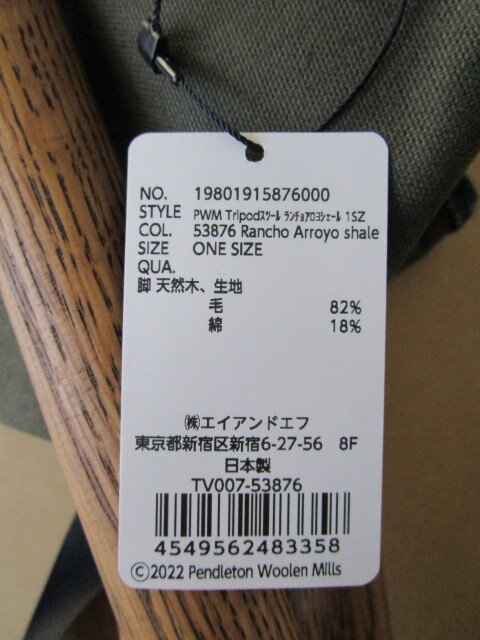 NO. 19801915876000
STYLE PWM Tripodｽﾂｰﾙ ﾗﾝﾁｮｱﾛﾖｼｪｰﾙ 1SZ
COL. 53876 Rancho Arroyo shale
SIZE ONE SIZE
QUA.
脚 天然木、生地
毛 82%
綿 18%
㈱エイアンドエフ
東京都新宿区新宿6-27-56 8F
日本製
TV007-53876
4549562483358
©2022 Pendleton Woolen Mills